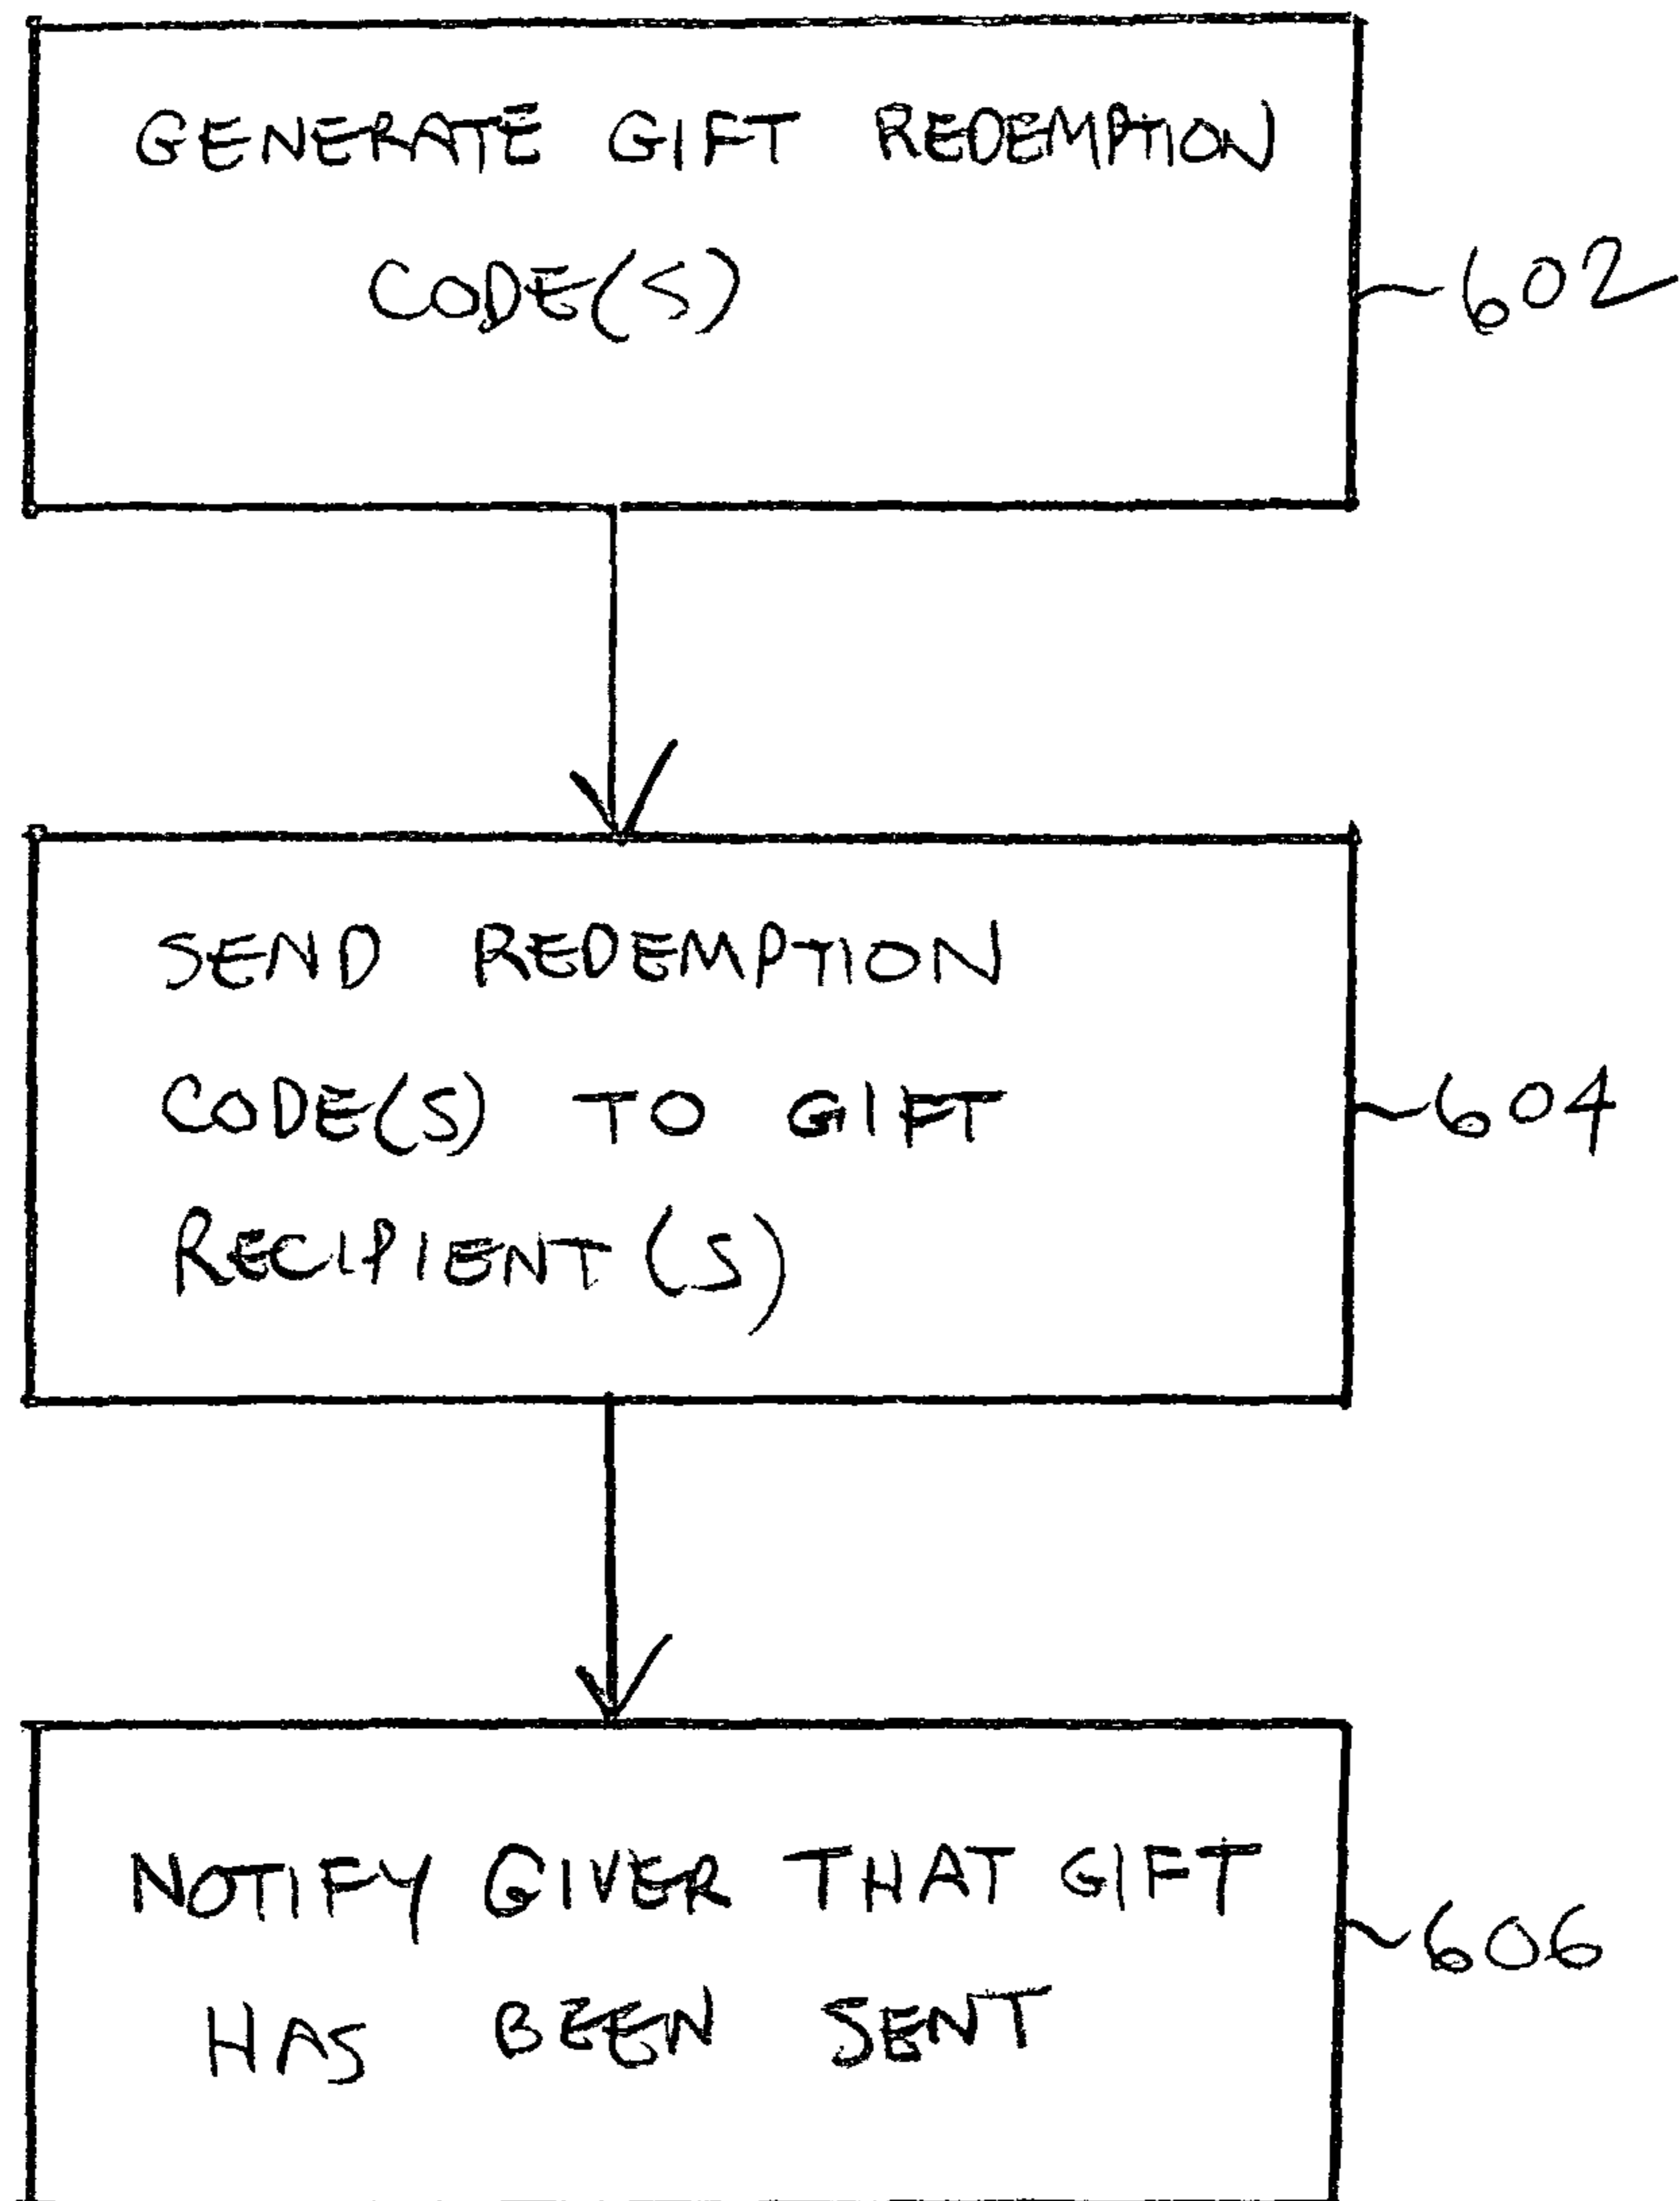 GENERATE GIFT REDEMPTION
CODE(S)
602
SEND REDEMPTION
CODE(S) TO GIFT
604
RECIPIENT(S)
NOTIFY GIVER THAT GIFT
606
HAS BEEN SENT